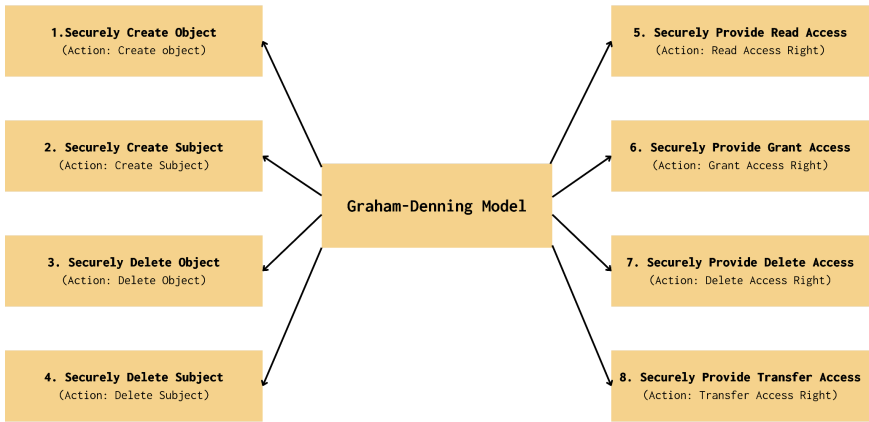 1.Securely Create Object
(Action: Create object)
2. Securely Create Subject
(Action: Create Subject)
3. Securely Delete Object
(Action: Delete Object)
4. Securely Delete Subject
(Action: Delete Subject)
Graham-Denning Model
5. Securely Provide Read Access
(Action: Read Access Right)
6. Securely Provide Grant Access
(Action: Grant Access Right)
7. Securely Provide Delete Access
(Action: Delete Access Right)
8. Securely Provide Transfer Access
(Action: Transfer Access Right)